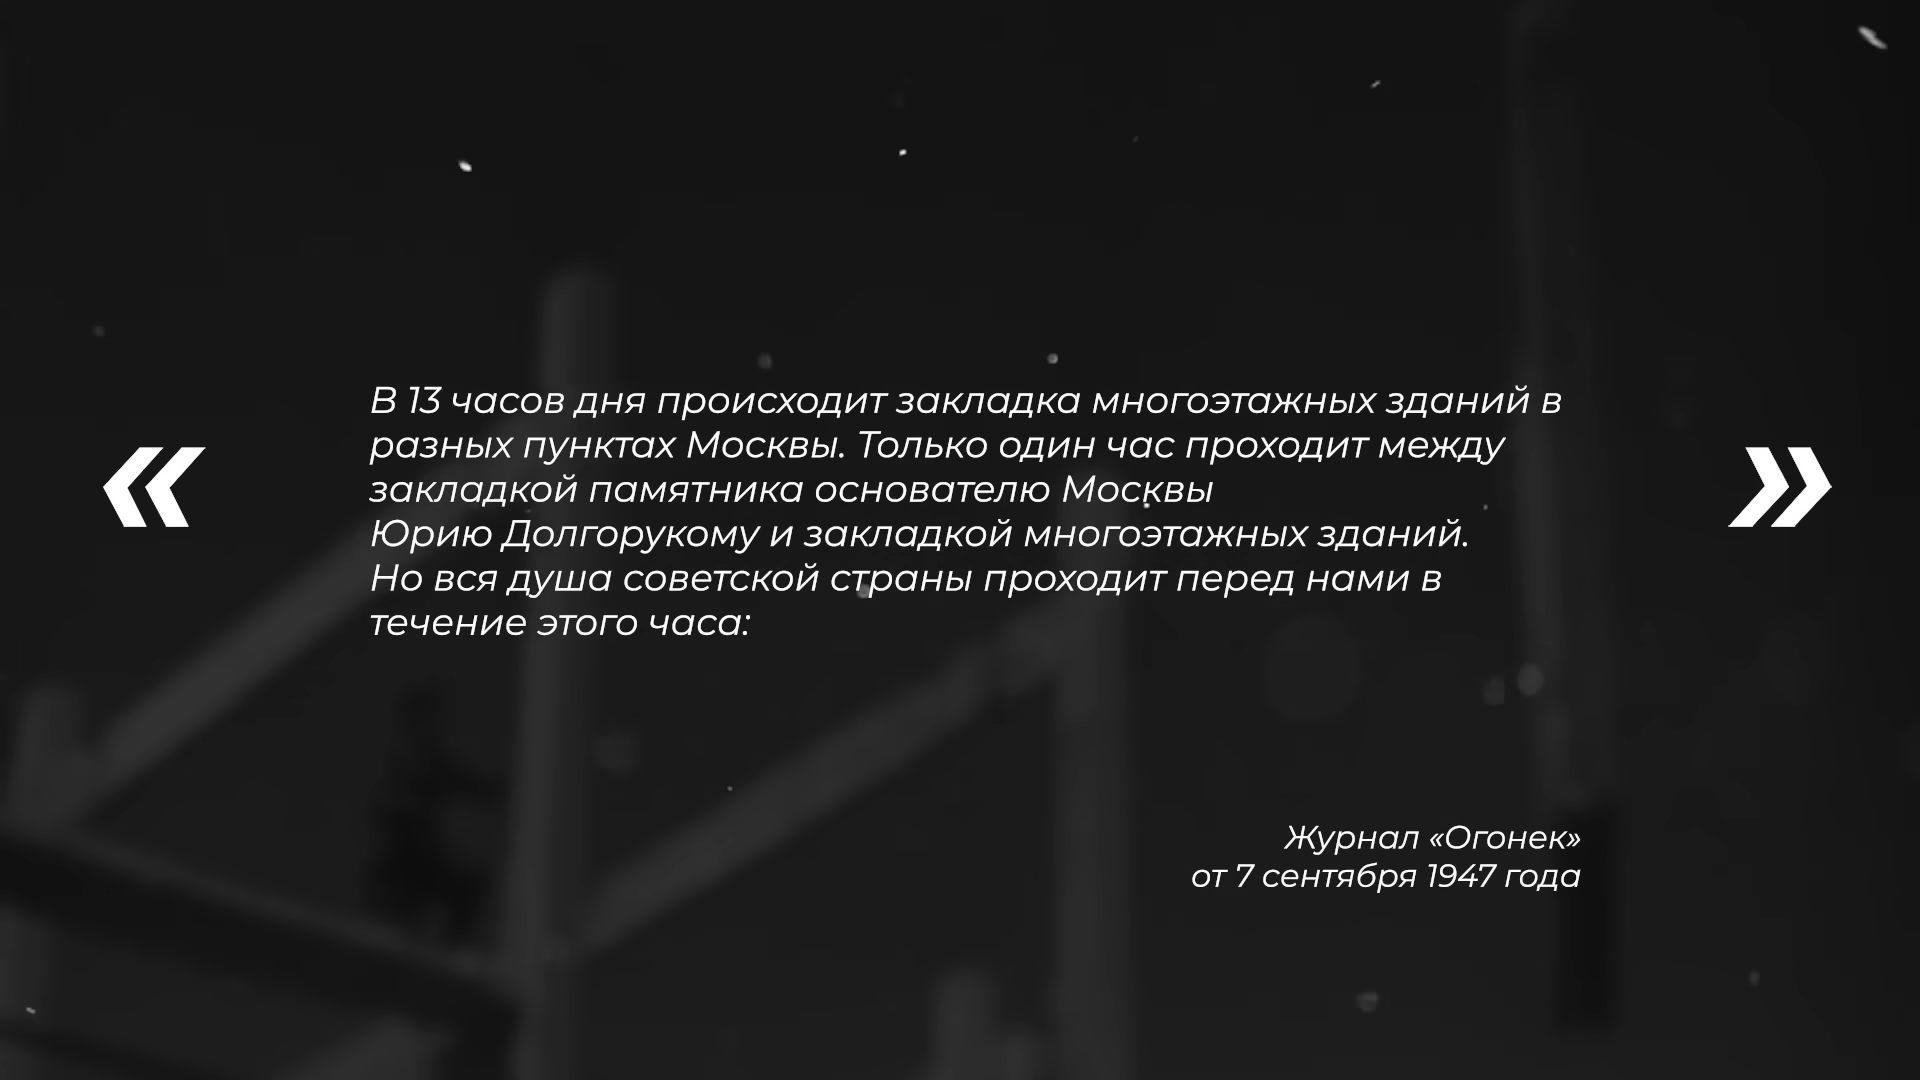 «
В 13 часов дня происходит закладка многоэтажных зданий в
разных пунктах Москвы. Только один час проходит между
закладкой памятника основателю Москвы
Юрию Долгорукому и закладкой многоэтажных зданий.
Но вся душа советской страны проходит перед нами в
течение этого часа:
»
Журнал «Огонек»
от 7 сентября 1947 года